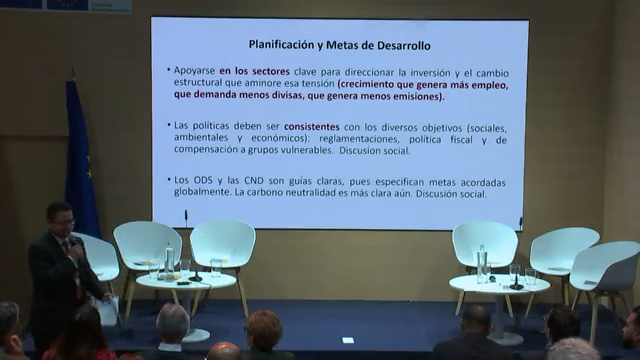 Planificación y Metas de Desarrollo
• Apoyarse en los sectores clave para direccionar la inversión y el cambio
estructural que aminore esa tensión (crecimiento que genera más empleo,
que demanda menos divisas, que genera menos emisiones).
• Las políticas deben ser consistentes con los diversos objetivos (sociales,
ambientales y económicos): reglamentaciones, política fiscal y de
compensación a grupos vulnerables. Discusion social.
• Los ODS y las CND son guías claras, pues especifican metas acordadas
globalmente. La carbono neutralidad es más clara aún. Discusión social.